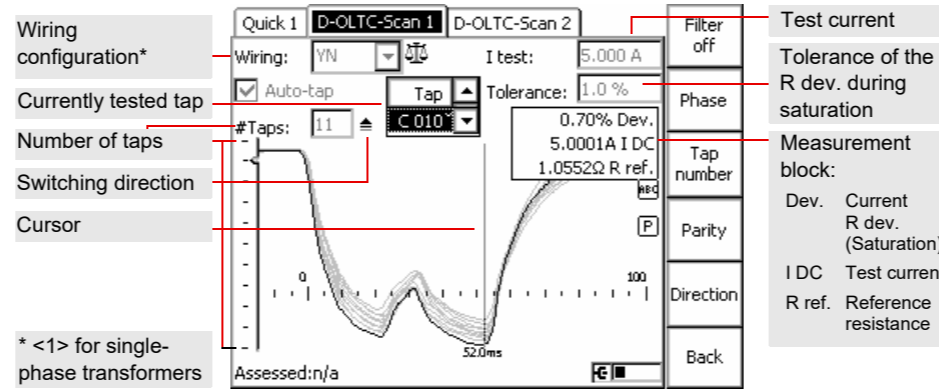 Wiring
configuration*
Currently tested tap
Number of taps
Switching direction
Cursor
* <1> for single-
phase transformers
Quick 1
D-OLTC-Scan 1
D-OLTC-Scan 2
Wiring:
YN
I test:
5.000 A
Auto-tap
Tap
Tolerance:
1.0 %
#Taps:
11
C 010
0.70% Dev.
5.0001A I DC
1.0552Ω R ref.
ABC
P
0
100
52.0ms
Assessed:n/a
Filter
off
Phase
Tap
number
Parity
Direction
Back
Test current
Tolerance of the
R dev. during
saturation
Measurement
block:
Dev. Current
R dev.
(Saturation)
I DC Test curren
R ref. Reference
resistance